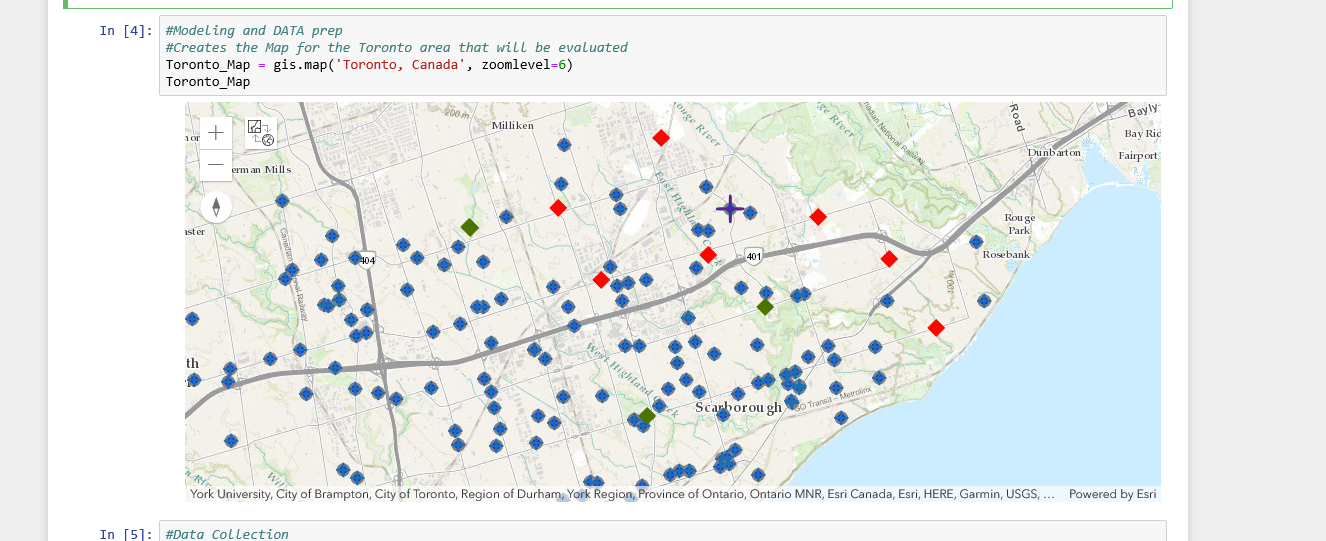 In [4]:
#Modeling and DATA prep
#Creates the Map for the Toronto area that will be evaluated
Toronto_Map = gis.map('Toronto, Canada', zoomlevel=6)
Toronto_Map
200 m
Milliken
Rouge River
Canadian National Railway
Road
Bayly
Bay Rid
Dunbarton
Fairport
erman Mills
East Highland Creek
Rouge
Park
Rosebank
aster
404
401
100 m
th
West Highland Creek
Scarborough
GO Transit - Metrolinx
York University, City of Brampton, City of Toronto, Region of Durham, York Region, Province of Ontario, Ontario MNR, Esri Canada, Esri, HERE, Garmin, USGS, ...
Powered by Esri
In [5]:
#Data Collection